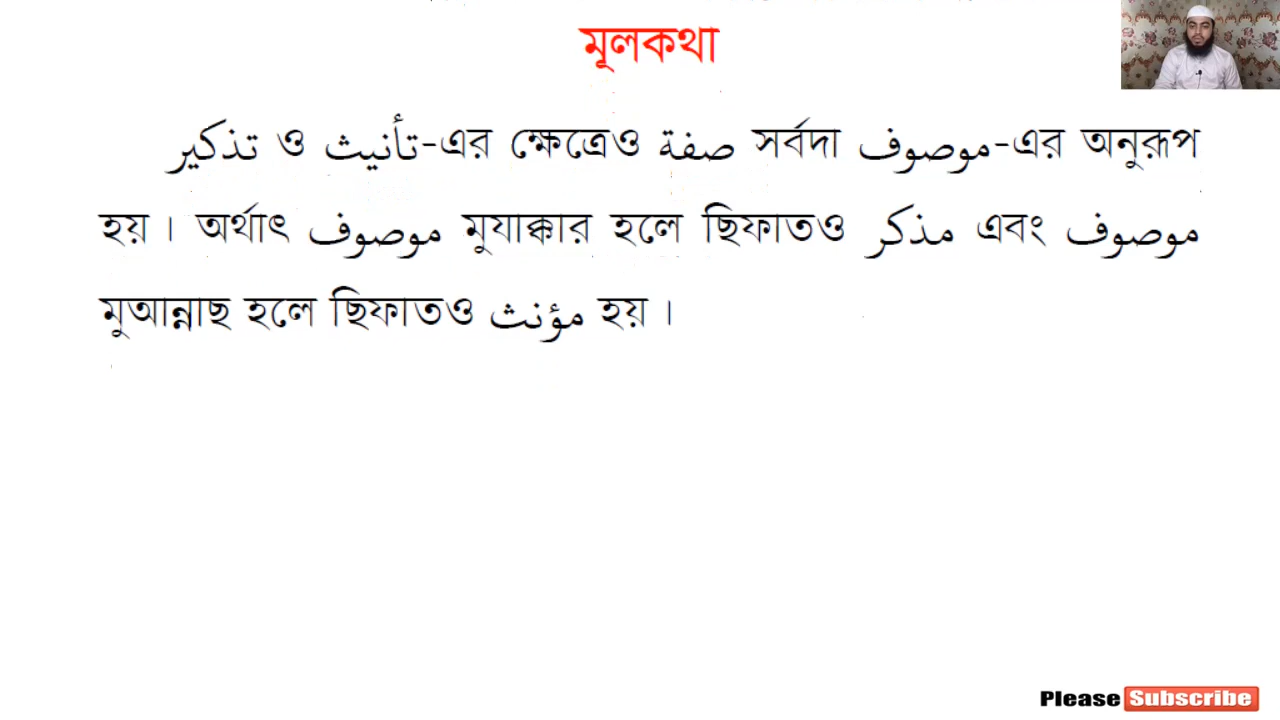 মূলকথা
تذكير ও تأنيث-এর ক্ষেত্রেও صفة সর্বদা موصوف-এর অনুরূপ
হয়। অর্থাৎ موصوف মুযাক্কার হলে ছিফাতও مذكر এবং موصوف
মুআন্নাছ হলে ছিফাতও مؤنث হয়।
Please Subscribe